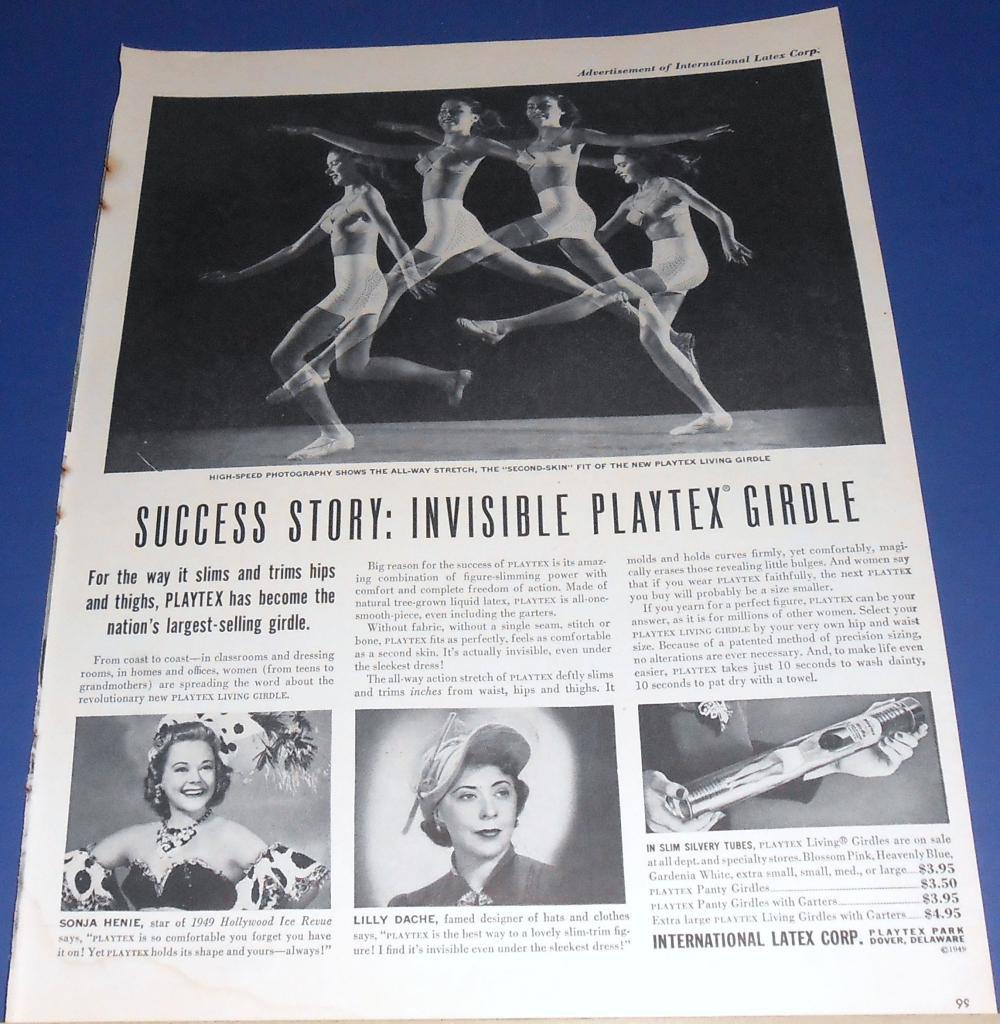 Advertisement of International Latex Corp.
HIGH-SPEED PHOTOGRAPHY SHOWS THE ALL-WAY STRETCH, THE "SECOND-SKIN" FIT OF THE NEW PLAYTEX LIVING GIRDLE
SUCCESS STORY: INVISIBLE PLAYTEX® GIRDLE
For the way it slims and trims hips
and thighs, PLAYTEX has become the
nation's largest-selling girdle.
From coast to coast—in classrooms and dressing
rooms, in homes and offices, women (from teens to
grandmothers) are spreading the word about the
revolutionary new PLAYTEX LIVING GIRDLE.
Big reason for the success of PLAYTEX is its amaz-
ing combination of figure-slimming power with
comfort and complete freedom of action. Made of
natural tree-grown liquid latex, PLAYTEX is all-one-
smooth-piece, even including the garters.
Without fabric, without a single seam, stitch or
bone, PLAYTEX fits as perfectly, feels as comfortable
as a second skin. It's actually invisible, even under
the sleekest dress!
The all-way action stretch of PLAYTEX deftly slims
and trims inches from waist, hips and thighs. It
molds and holds curves firmly, yet comfortably, magi-
cally erases those revealing little bulges. And women say
that if you wear PLAYTEX faithfully, the next PLAYTEX
you buy will probably be a size smaller.
If you yearn for a perfect figure, PLAYTEX can be your
answer, as it is for millions of other women. Select your
PLAYTEX LIVING GIRDLE by your very own hip and waist
size. Because of a patented method of precision sizing,
no alterations are ever necessary. And, to make life even
easier, PLAYTEX takes just 10 seconds to wash dainty,
10 seconds to pat dry with a towel.
SONJA HENIE, star of 1949 Hollywood Ice Revue
says, "PLAYTEX is so comfortable you forget you have
it on! Yet PLAYTEX holds its shape and yours—always!"
LILLY DACHE, famed designer of hats and clothes
says, "PLAYTEX is the best way to a lovely slim-trim fig-
ure! I find it's invisible even under the sleekest dress!"
IN SLIM SILVERY TUBES, PLAYTEX Living® Girdles are on sale
at all dept. and specialty stores. Blossom Pink, Heavenly Blue,
Gardenia White, extra small, small, med., or large....$3.95
PLAYTEX Panty Girdles....$3.50
PLAYTEX Panty Girdles with Garters....$3.95
Extra large PLAYTEX Living Girdles with Garters....$4.95
INTERNATIONAL LATEX CORP. PLAYTEX PARK
DOVER, DELAWARE
©1949
99